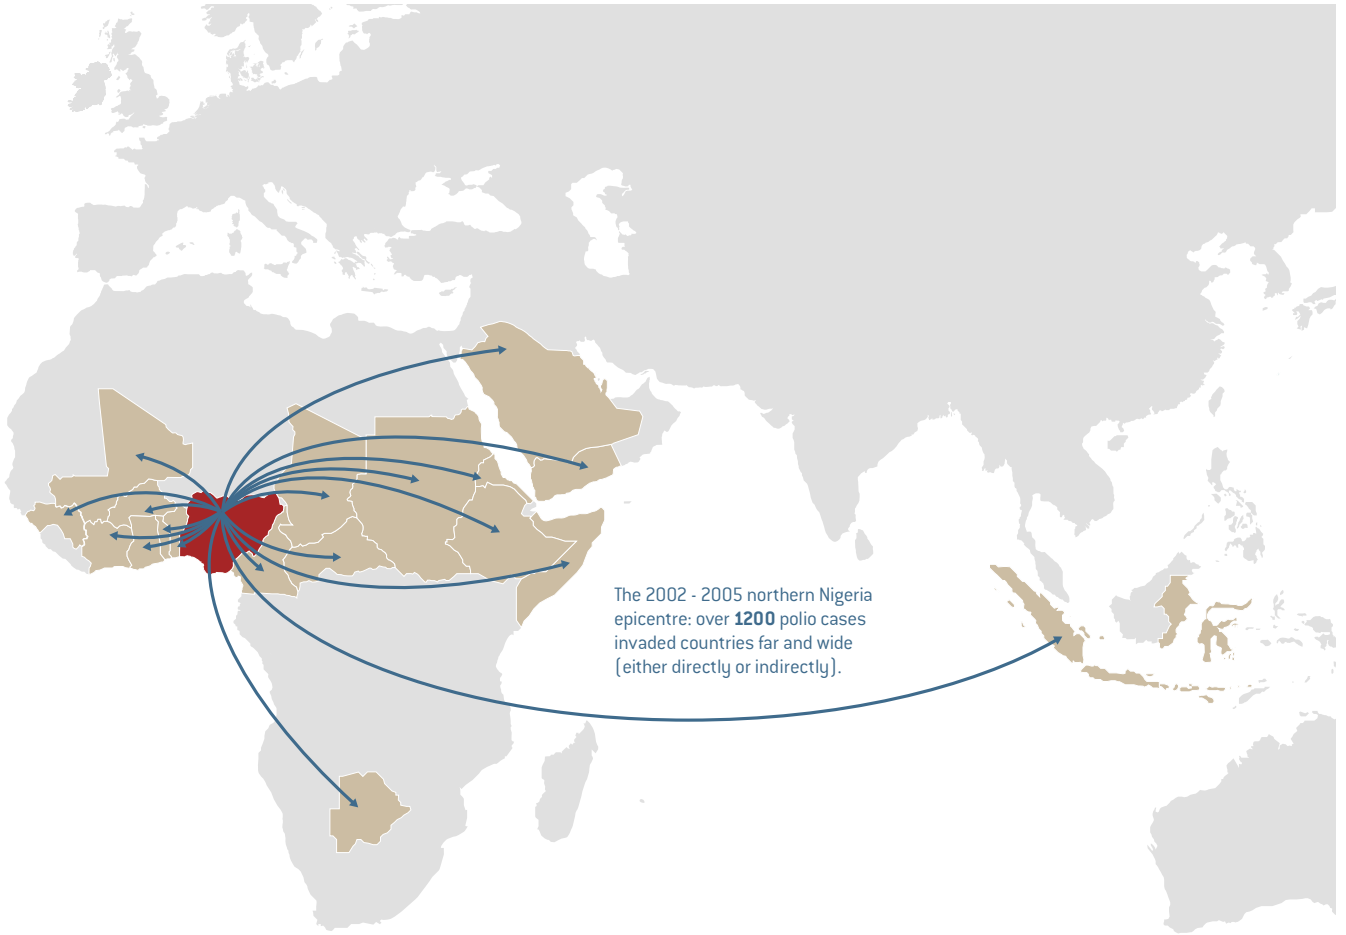 The 2002 - 2005 northern Nigeria
epicentre: over 1200 polio cases
invaded countries far and wide
(either directly or indirectly).